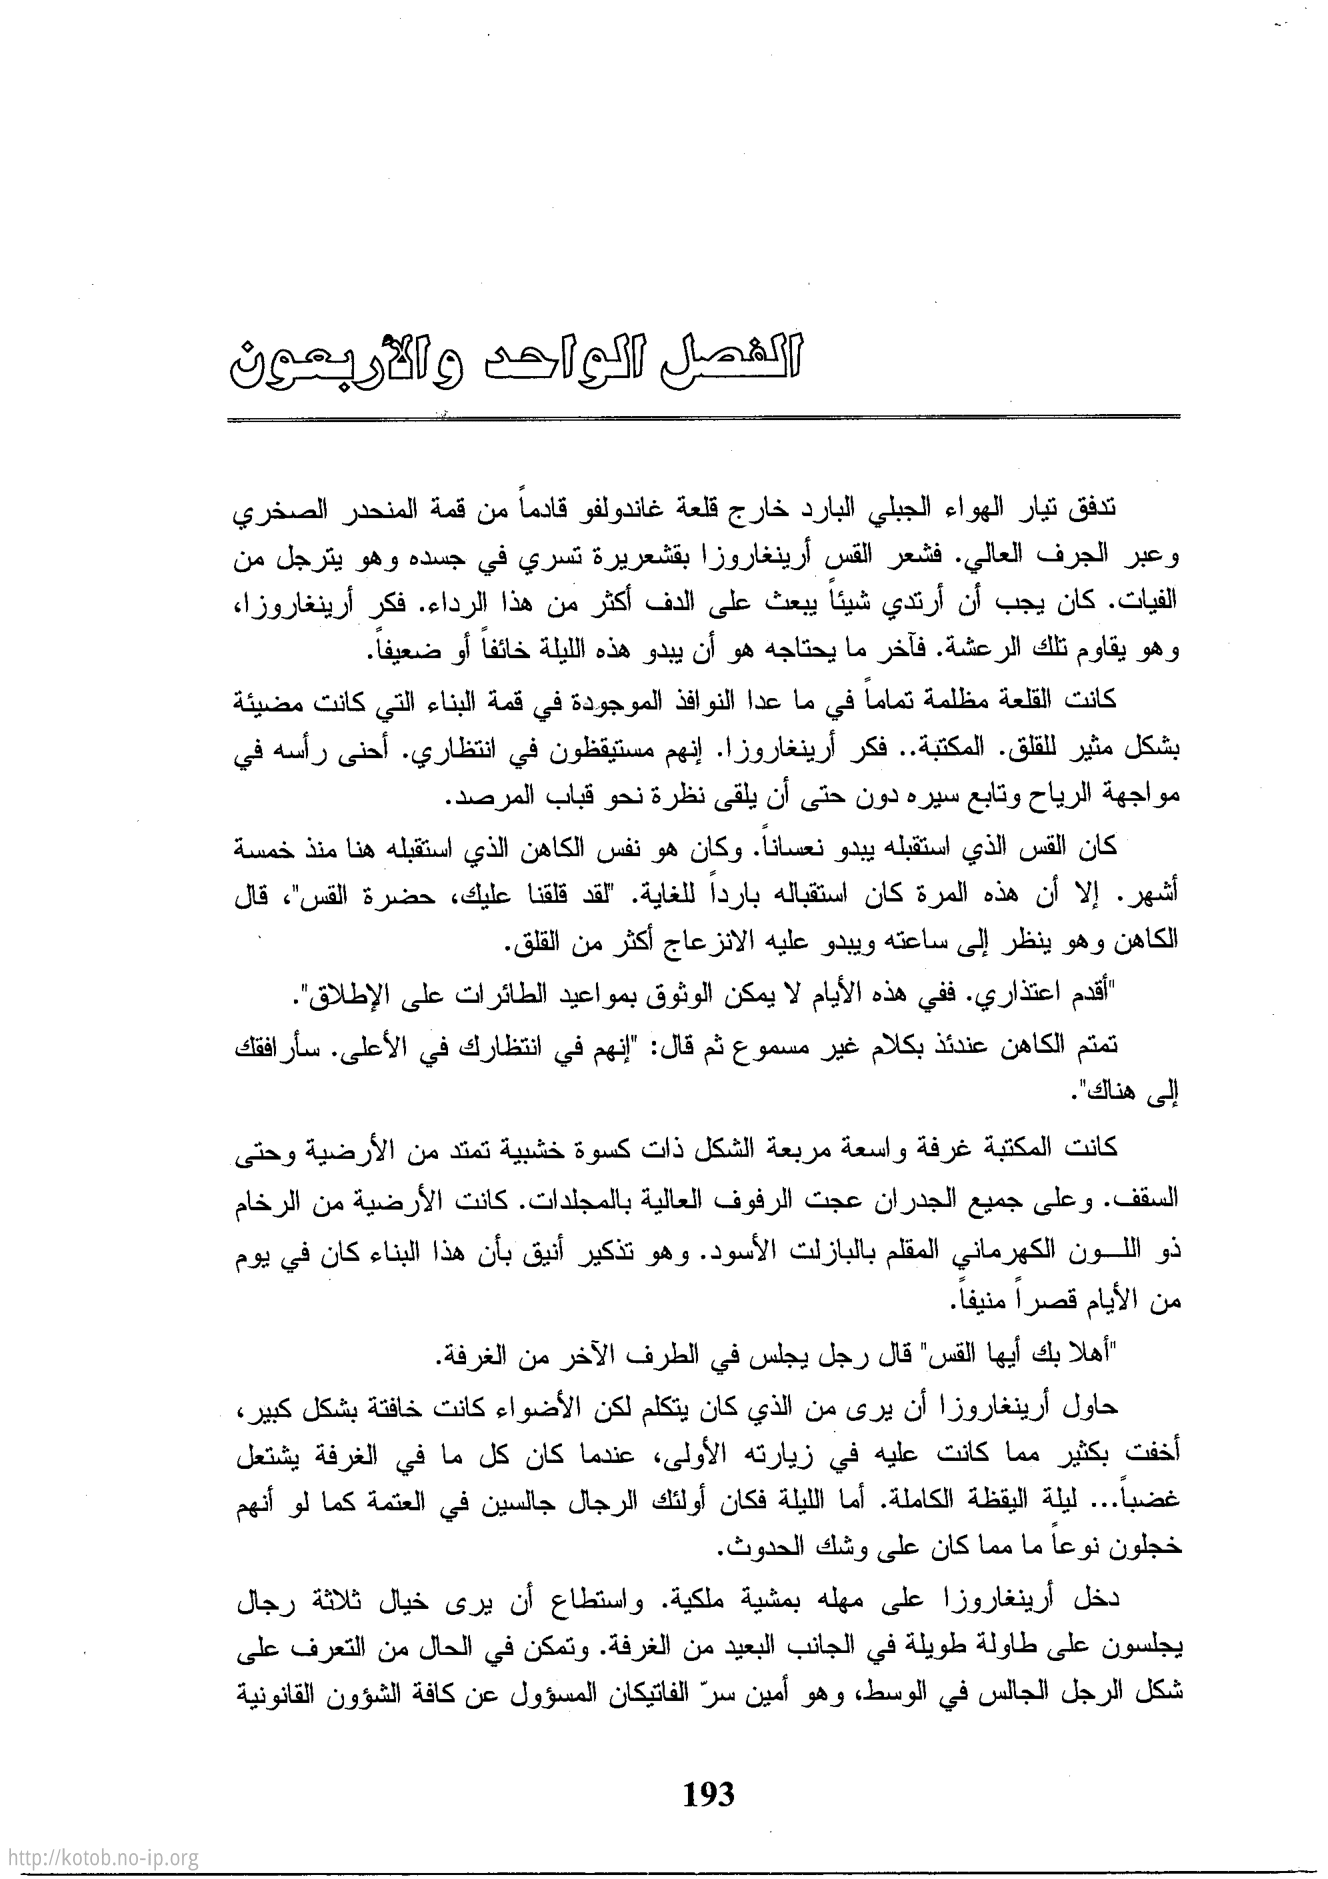 الفصل الواحد والأربعون
تدفق تيار الهواء الجبلي البارد خارج قلعة غاندولفو قادماً من قمة المنحدر الصخري
وعبر الجرف العالي. فشعر القس أرينغاروزا بقشعريرة تسري في جسده وهو يترجل من
الفيات. كان يجب أن أرتدي شيئاً يبعث على الدف أكثر من هذا الرداء. فكر أرينغاروزا،
وهو يقاوم تلك الرعشة. فآخر ما يحتاجه هو أن يبدو هذه الليلة خائفاً أو ضعيفاً.
كانت القلعة مظلمة تماماً في ما عدا النوافذ الموجودة في قمة البناء التي كانت مضيئة
بشكل مثير للقلق. المكتبة.. فكر أرينغاروزا. إنهم مستيقظون في انتظاري. أحنى رأسه في
مواجهة الرياح وتابع سيره دون حتى أن يلقى نظرة نحو قباب المرصد.
كان القس الذي استقبله يبدو نعساناً. وكان هو نفس الكاهن الذي استقبله هنا منذ خمسة
أشهر. إلا أن هذه المرة كان استقباله بارداً للغاية. "لقد قلقنا عليك، حضرة القس"، قال
الكاهن وهو ينظر إلى ساعته ويبدو عليه الانزعاج أكثر من القلق.
"أقدم اعتذاري. ففي هذه الأيام لا يمكن الوثوق بمواعيد الطائرات على الإطلاق".
تمتم الكاهن عندئذ بكلام غير مسموع ثم قال: "إنهم في انتظارك في الأعلى. سأرافقك
إلى هناك".
كانت المكتبة غرفة واسعة مربعة الشكل ذات كسوة خشبية تمتد من الأرضية وحتى
السقف. وعلى جميع الجدران عجت الرفوف العالية بالمجلدات. كانت الأرضية من الرخام
ذو اللـــون الكهرماني المقلم بالبازلت الأسود. وهو تذكير أنيق بأن هذا البناء كان في يوم
من الأيام قصراً منيفاً.
"أهلا بك أيها القس" قال رجل يجلس في الطرف الآخر من الغرفة.
حاول أرينغاروزا أن يرى من الذي كان يتكلم لكن الأضواء كانت خافتة بشكل كبير،
أخفت بكثير مما كانت عليه في زيارته الأولى، عندما كان كل ما في الغرفة يشتعل
غضباً... ليلة اليقظة الكاملة. أما الليلة فكان أولئك الرجال جالسين في العتمة كما لو أنهم
خجلون نوعاً ما مما كان على وشك الحدوث.
دخل أرينغاروزا على مهله بمشية ملكية. واستطاع أن يرى خيال ثلاثة رجال
يجلسون على طاولة طويلة في الجانب البعيد من الغرفة. وتمكن في الحال من التعرف على
شكل الرجل الجالس في الوسط، وهو أمين سرّ الفاتيكان المسؤول عن كافة الشؤون القانونية
193
http://kotob.no-ip.org